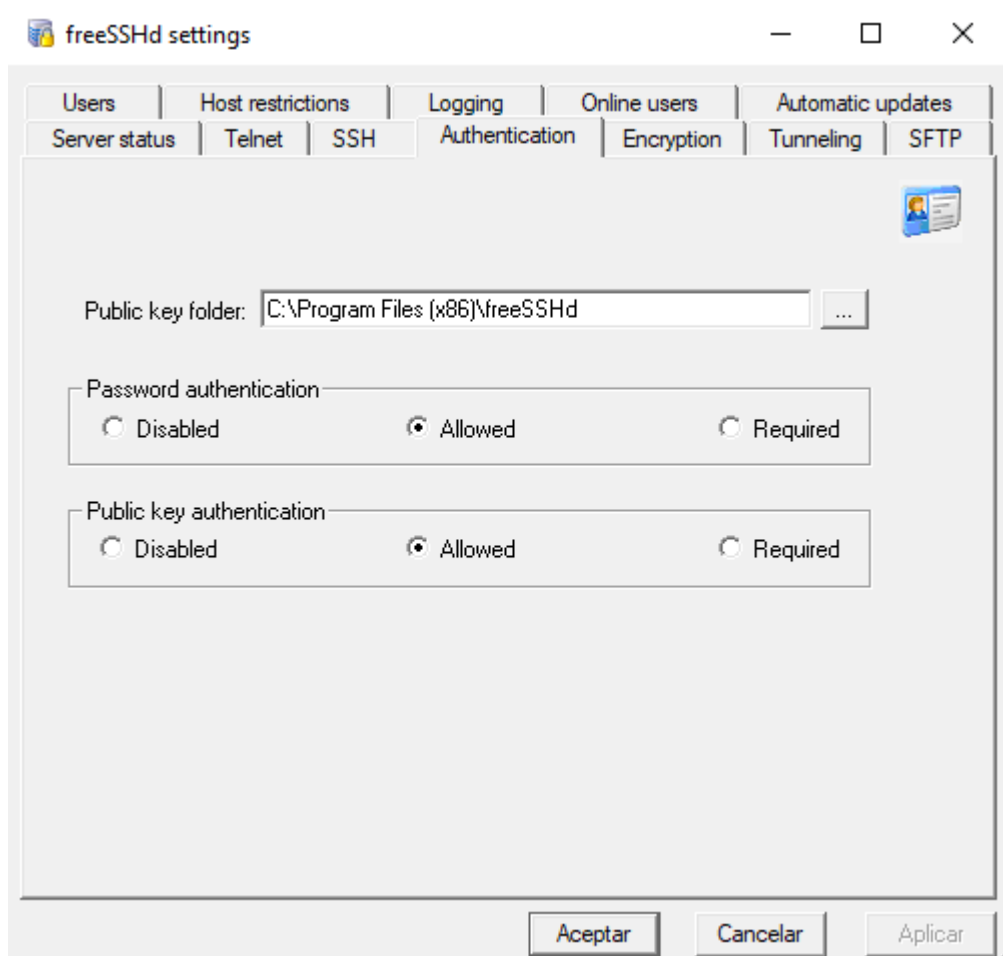 freeSSHd settings
Users Host restrictions Logging Online users Automatic updates
Server status Telnet SSH Authentication Encryption Tunneling SFTP
Public key folder: C:\Program Files (x86)\freeSSHd ...
Password authentication
Disabled Allowed Required
Public key authentication
Disabled Allowed Required
Aceptar Cancelar Aplicar